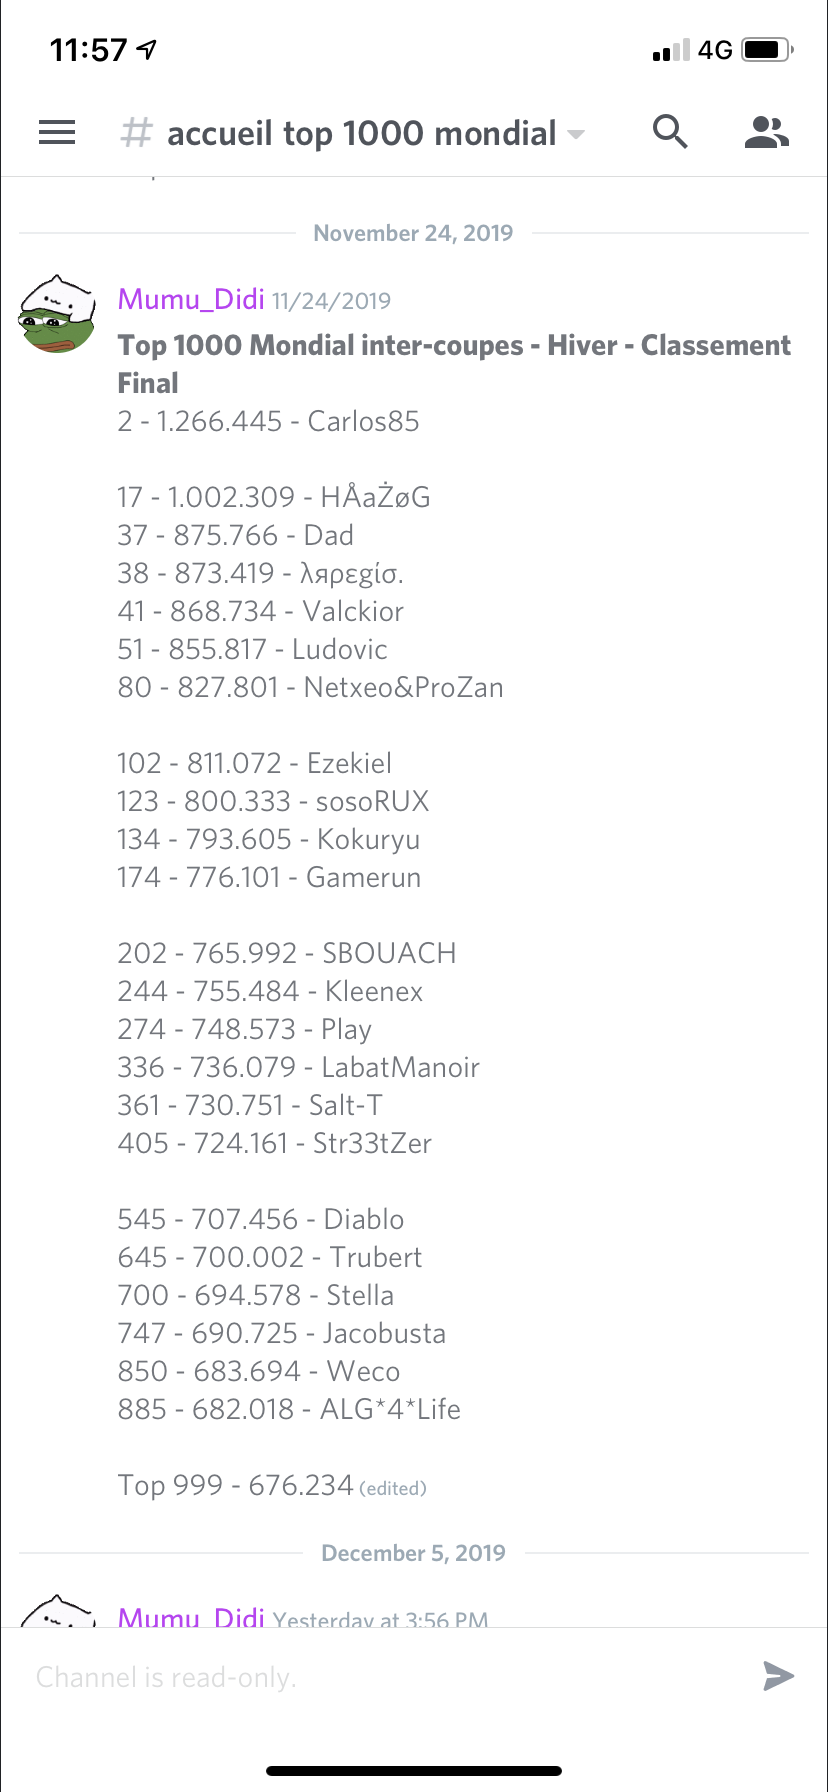 11:57
4G
# accueil top 1000 mondial
November 24, 2019
Mumu_Didi 11/24/2019
Top 1000 Mondial inter-coupes - Hiver - Classement
Final
2 - 1.266.445 - Carlos85
17 - 1.002.309 - HÅaŻøG
37 - 875.766 - Dad
38 - 873.419 - λяρεgίσ.
41 - 868.734 - Valckior
51 - 855.817 - Ludovic
80 - 827.801 - Netxeo&ProZan
102 - 811.072 - Ezekiel
123 - 800.333 - sosoRUX
134 - 793.605 - Kokuryu
174 - 776.101 - Gamerun
202 - 765.992 - SBOUACH
244 - 755.484 - Kleenex
274 - 748.573 - Play
336 - 736.079 - LabatManoir
361 - 730.751 - Salt-T
405 - 724.161 - Str33tZer
545 - 707.456 - Diablo
645 - 700.002 - Trubert
700 - 694.578 - Stella
747 - 690.725 - Jacobusta
850 - 683.694 - Weco
885 - 682.018 - ALG*4*Life
Top 999 - 676.234 (edited)
December 5, 2019
Mumu_Didi Yesterday at 3:56 PM
Channel is read-only.